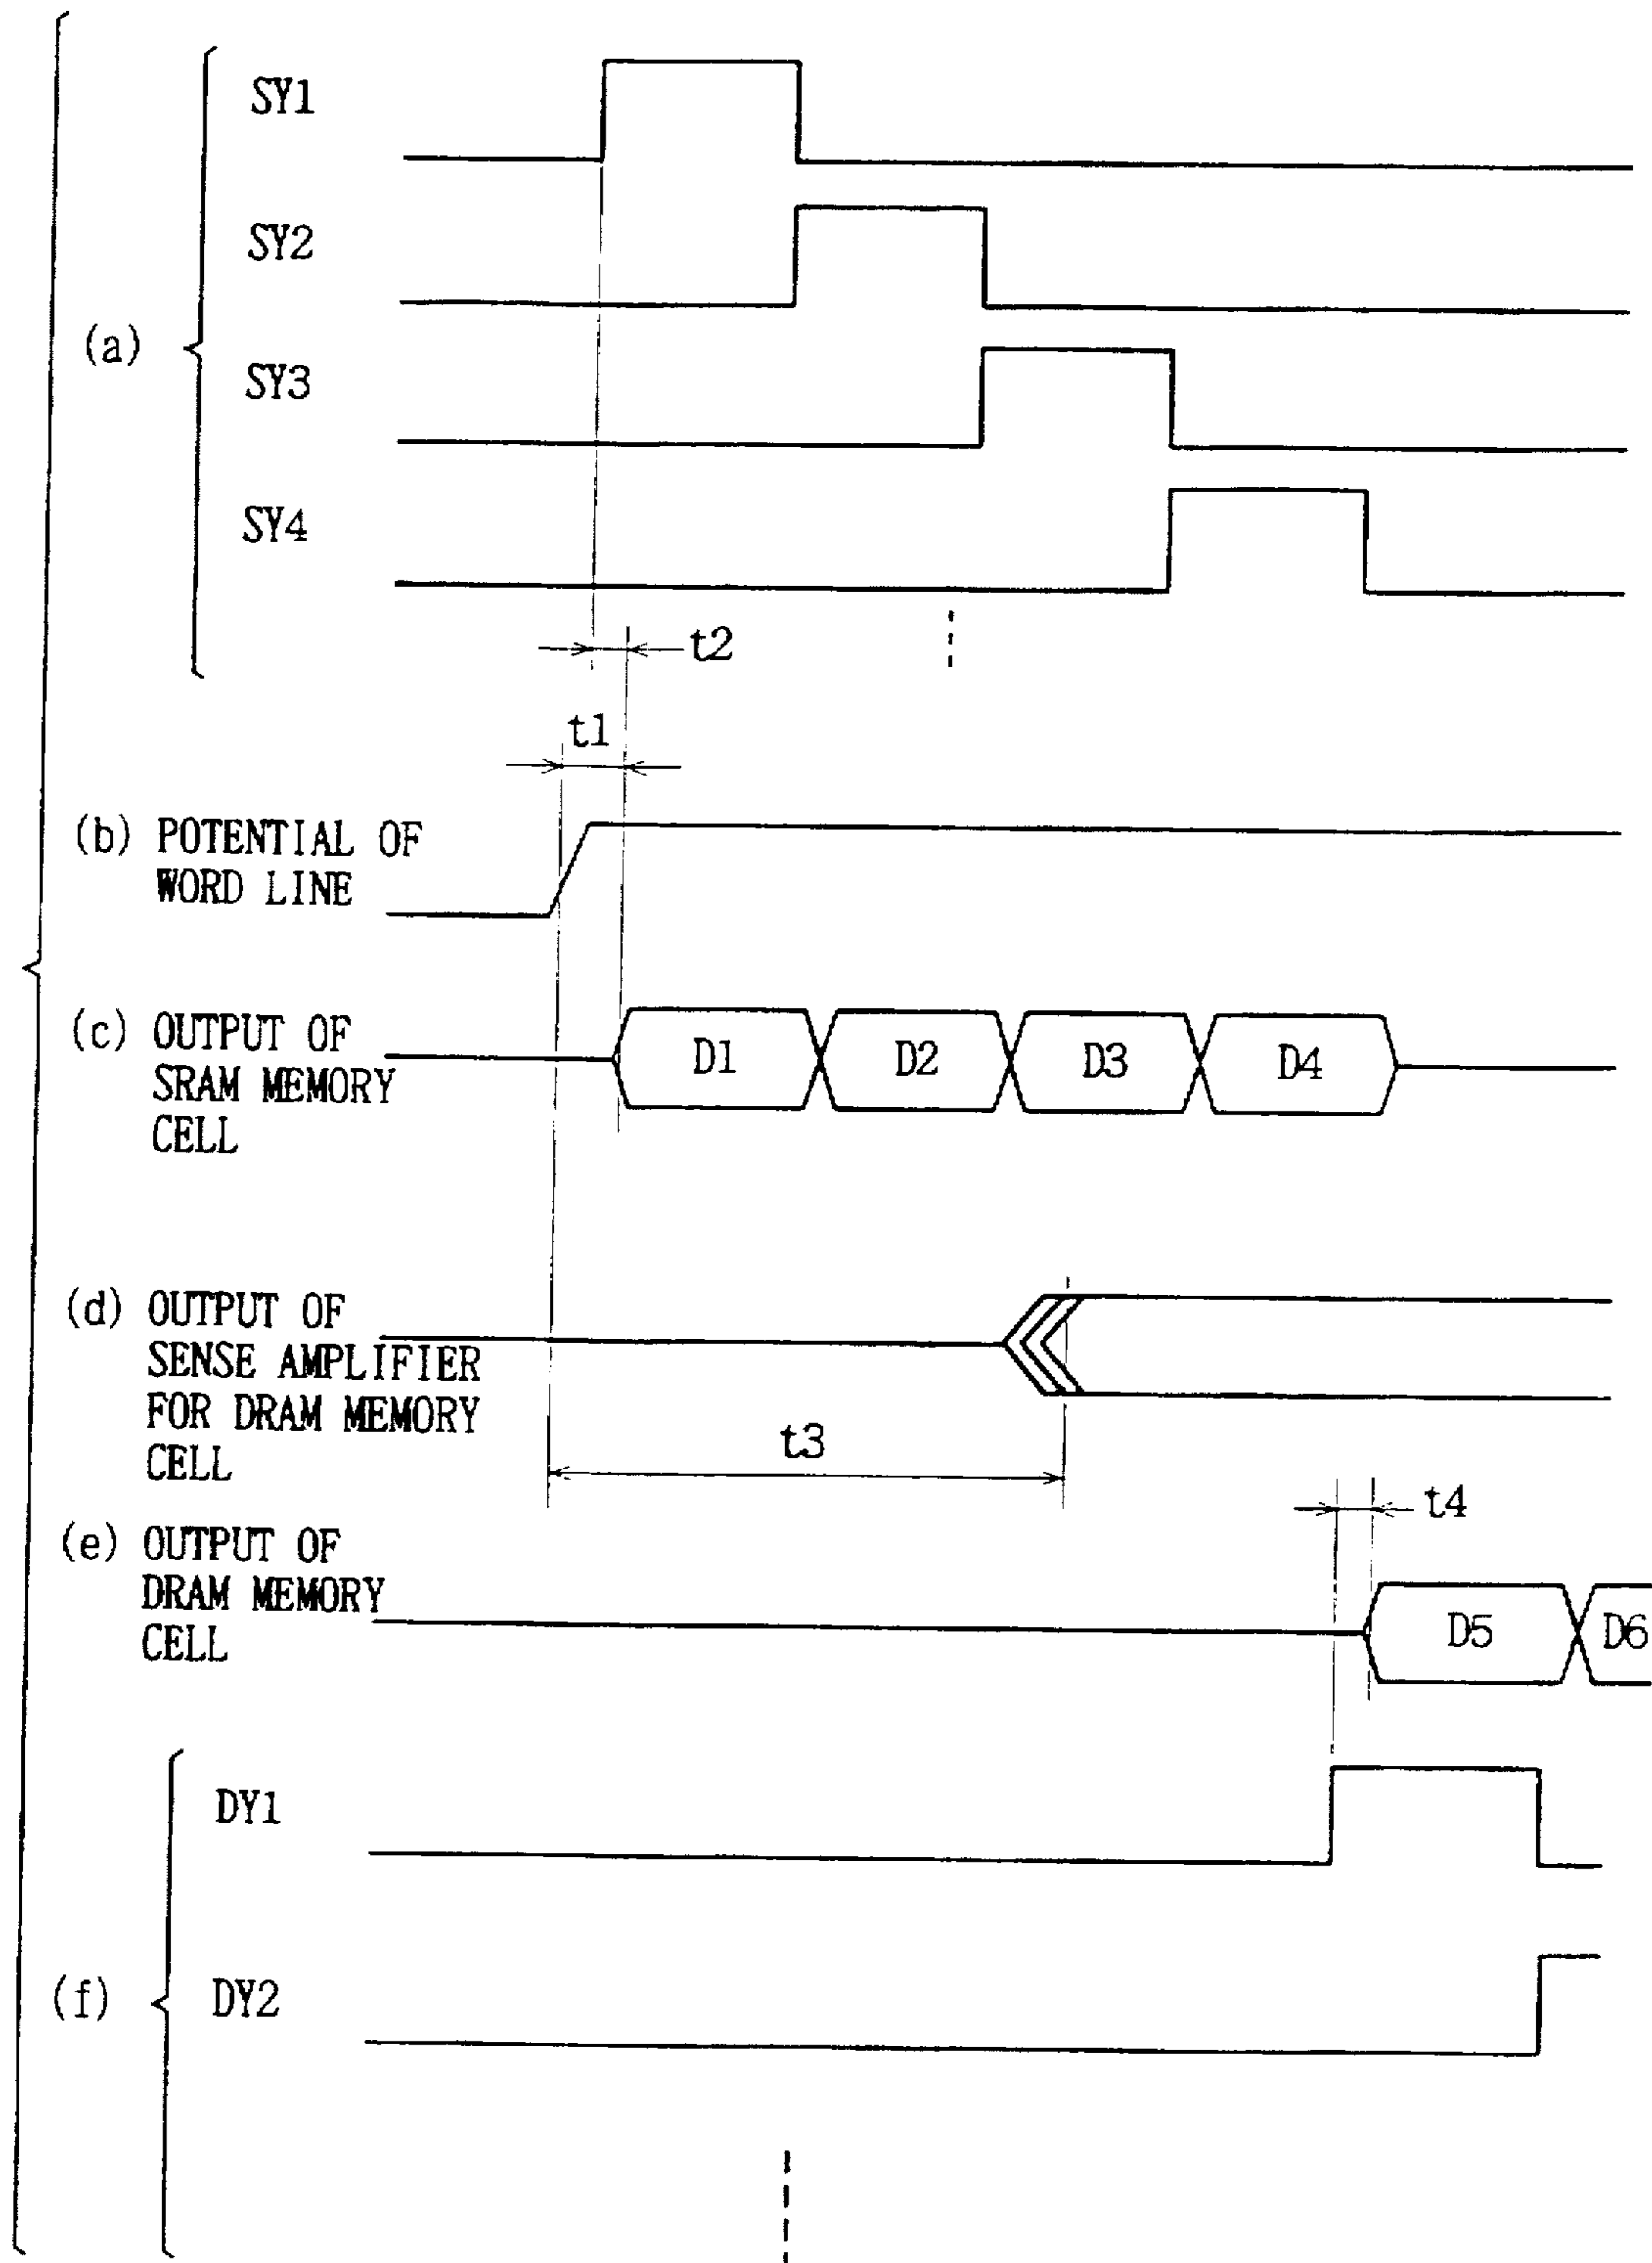 SY1
SY2
(a)
SY3
SY4
t2
t1
(b) POTENTIAL OF
WORD LINE
(c) OUTPUT OF
SRAM MEMORY
CELL
D1 D2 D3 D4
(d) OUTPUT OF
SENSE AMPLIFIER
FOR DRAM MEMORY
CELL
t3
t4
(e) OUTPUT OF
DRAM MEMORY
CELL
D5 D6
DY1
(f) DY2